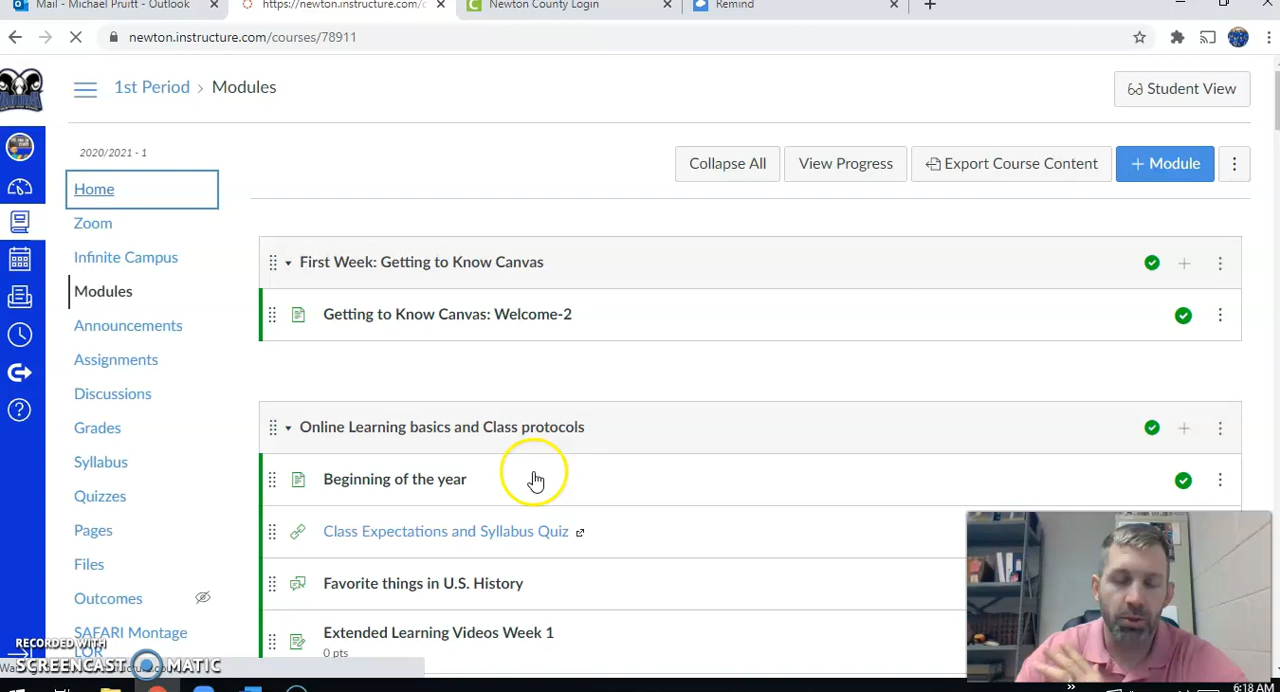 Mail - Michael Pruitt - Outlook
https://newton.instructure.com/c
Newton County Login
Remind
newton.instructure.com/courses/78911
1st Period > Modules
Student View
2020/2021 - 1
Collapse All
View Progress
Export Course Content
+ Module
Home
Zoom
Infinite Campus
Modules
Announcements
Assignments
Discussions
Grades
Syllabus
Quizzes
Pages
Files
Outcomes
SAFARI Montage
LOR
First Week: Getting to Know Canvas
Getting to Know Canvas: Welcome-2
Online Learning basics and Class protocols
Beginning of the year
Class Expectations and Syllabus Quiz
Favorite things in U.S. History
Extended Learning Videos Week 1
0 pts
RECORDED WITH
SCREENCAST MATIC
6:18 AM